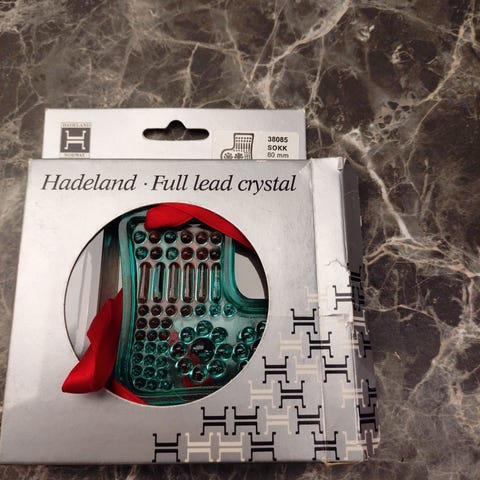 HADELAND
H
NORWAY
38085
SOKK
60 mm
Hadeland · Full lead crystal